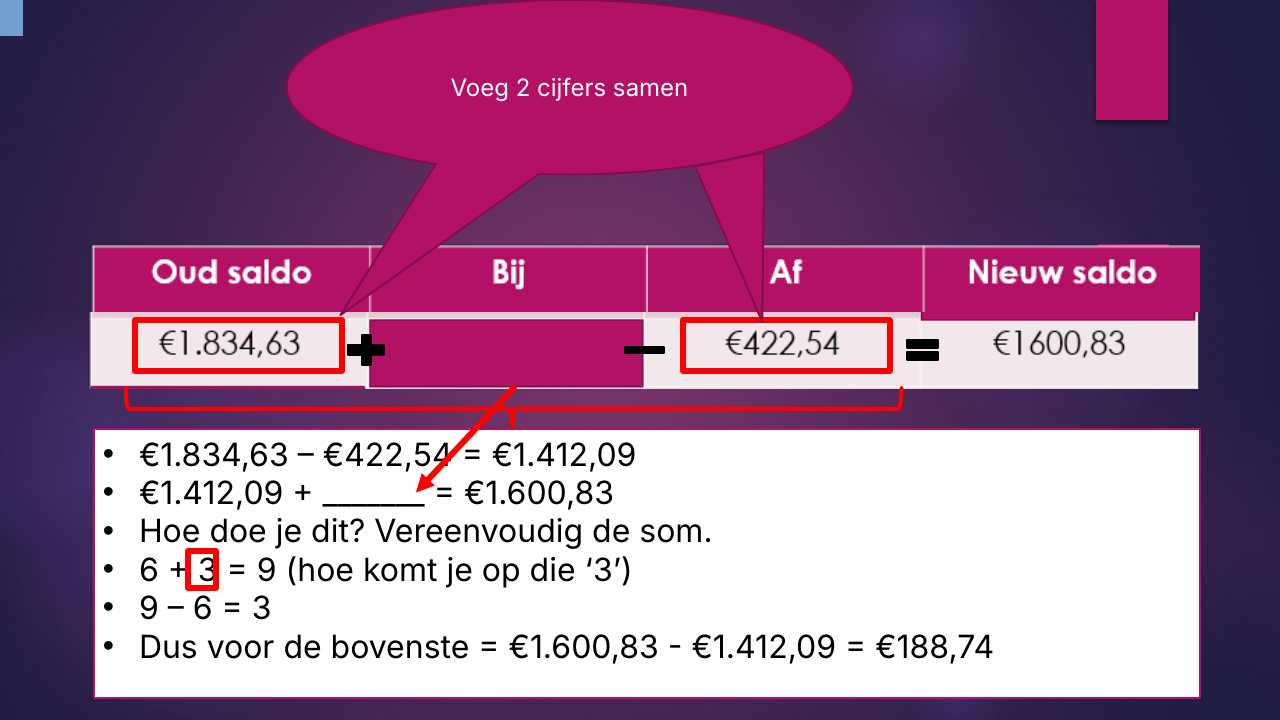 Voeg 2 cijfers samen
Oud saldo Bij Af Nieuw saldo
€1.834,63 + − €422,54 = €1600,83
• €1.834,63 – €422,54 = €1.412,09
• €1.412,09 + _______ = €1.600,83
• Hoe doe je dit? Vereenvoudig de som.
• 6 + 3 = 9 (hoe komt je op die ‘3’)
• 9 – 6 = 3
• Dus voor de bovenste = €1.600,83 - €1.412,09 = €188,74